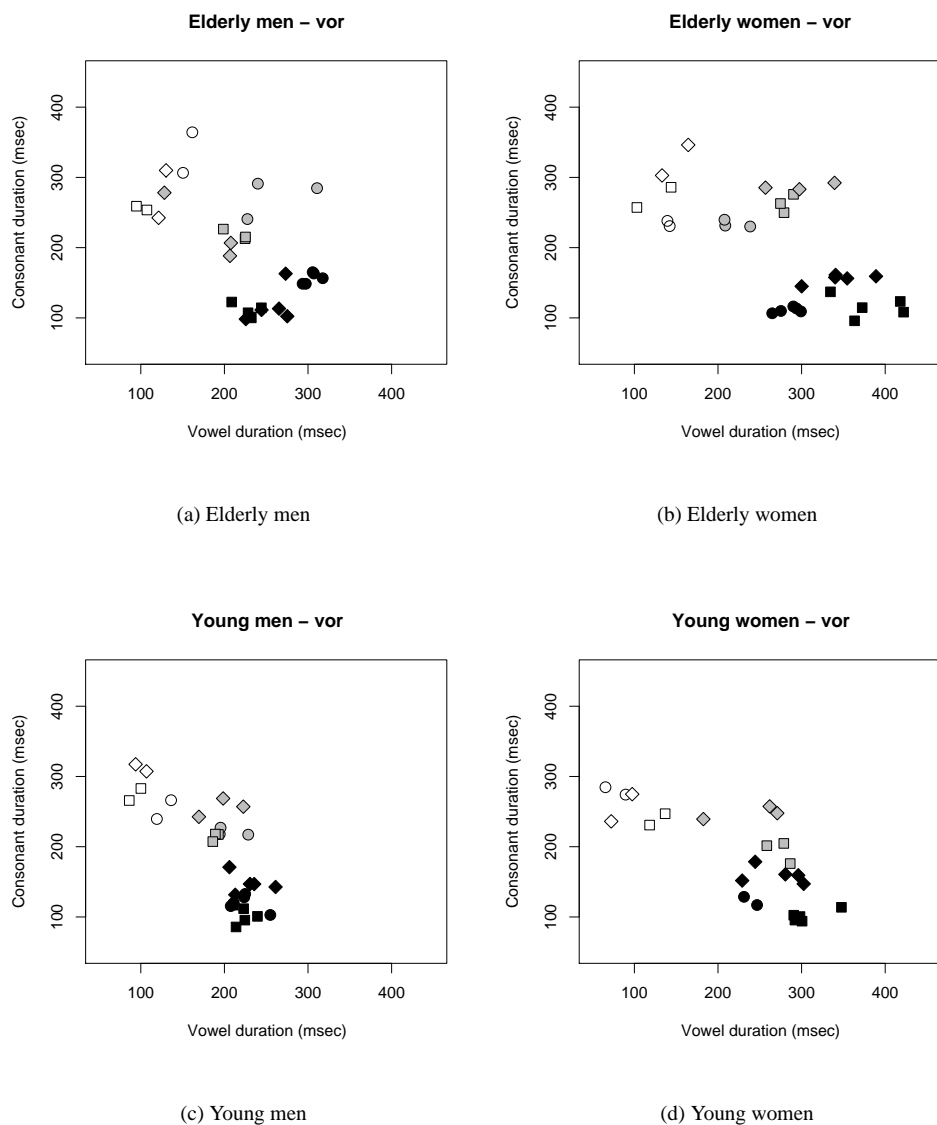 Elderly men − vor
Elderly women − vor
Consonant duration (msec)
400
300
200
100
100 200 300 400
Vowel duration (msec)
Consonant duration (msec)
400
300
200
100
100 200 300 400
Vowel duration (msec)
(a) Elderly men
(b) Elderly women
Young men − vor
Young women − vor
Consonant duration (msec)
400
300
200
100
100 200 300 400
Vowel duration (msec)
Consonant duration (msec)
400
300
200
100
100 200 300 400
Vowel duration (msec)
(c) Young men
(d) Young women